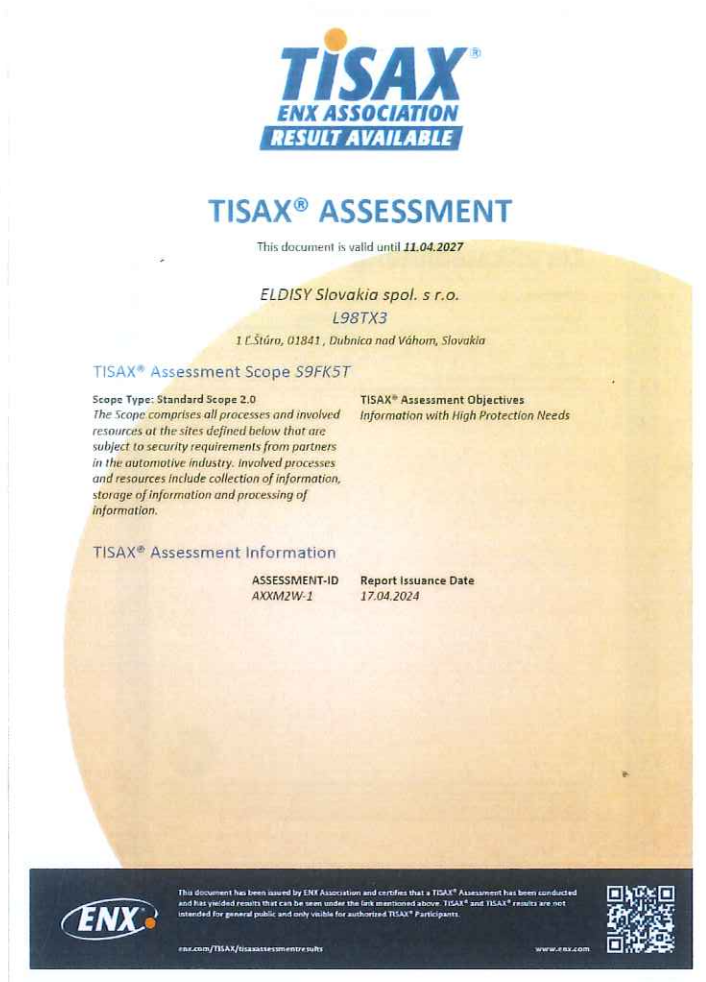 TiSAX®
ENX ASSOCIATION
RESULT AVAILABLE
TISAX® ASSESSMENT
This document is valid until 11.04.2027
ELDISY Slovakia spol. s r.o.
L98TX3
1 Ľ.Štúra, 01841 , Dubnica nad Váhom, Slovakia
TISAX® Assessment Scope S9FK5T
Scope Type: Standard Scope 2.0
The Scope comprises all processes and involved
resources at the sites defined below that are
subject to security requirements from partners
in the automotive industry. Involved processes
and resources include collection of information,
storage of information and processing of
information.
TISAX® Assessment Objectives
Information with High Protection Needs
TISAX® Assessment Information
ASSESSMENT-ID
AXXM2W-1
Report Issuance Date
17.04.2024
ENX
This document has been issued by ENX Association and certifies that a TISAX® Assessment has been conducted
and has yielded results that can be seen under the link mentioned above. TISAX® and TISAX® results are not
intended for general public and only visible for authorized TISAX® Participants.
enx.com/TISAX/tisaxassessmentresults
www.enx.com